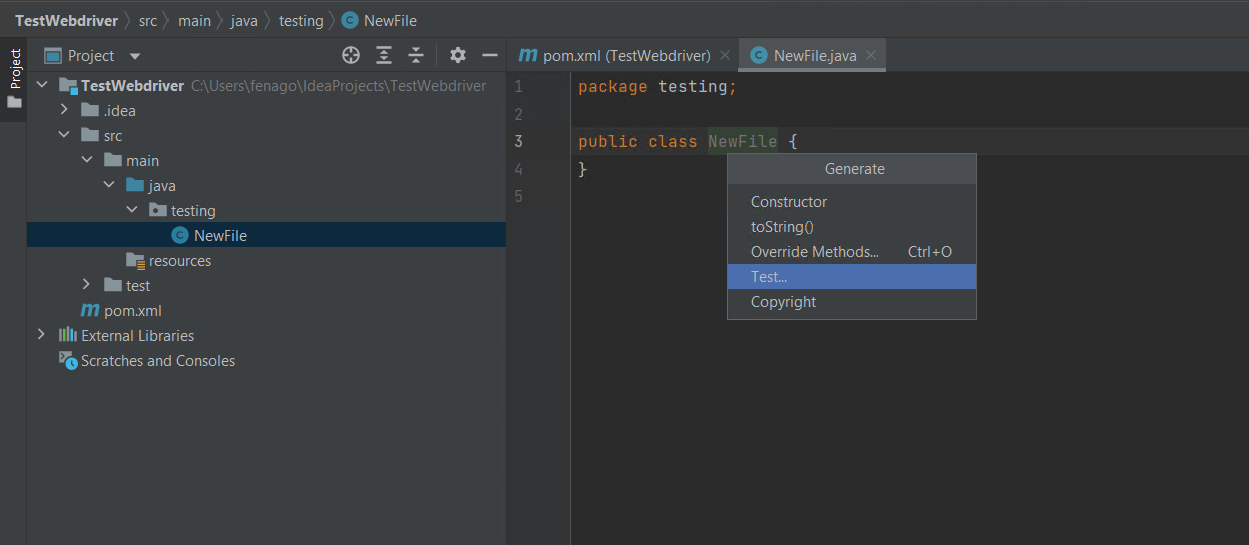 TestWebdriver src main java testing NewFile
Project
Project
pom.xml (TestWebdriver)
NewFile.java
TestWebdriver C:\Users\fenago\IdeaProjects\TestWebdriver
.idea
src
main
java
testing
NewFile
resources
test
pom.xml
External Libraries
Scratches and Consoles
1 package testing;
2
3 public class NewFile {
4 }
5
Generate
Constructor
toString()
Override Methods... Ctrl+O
Test...
Copyright